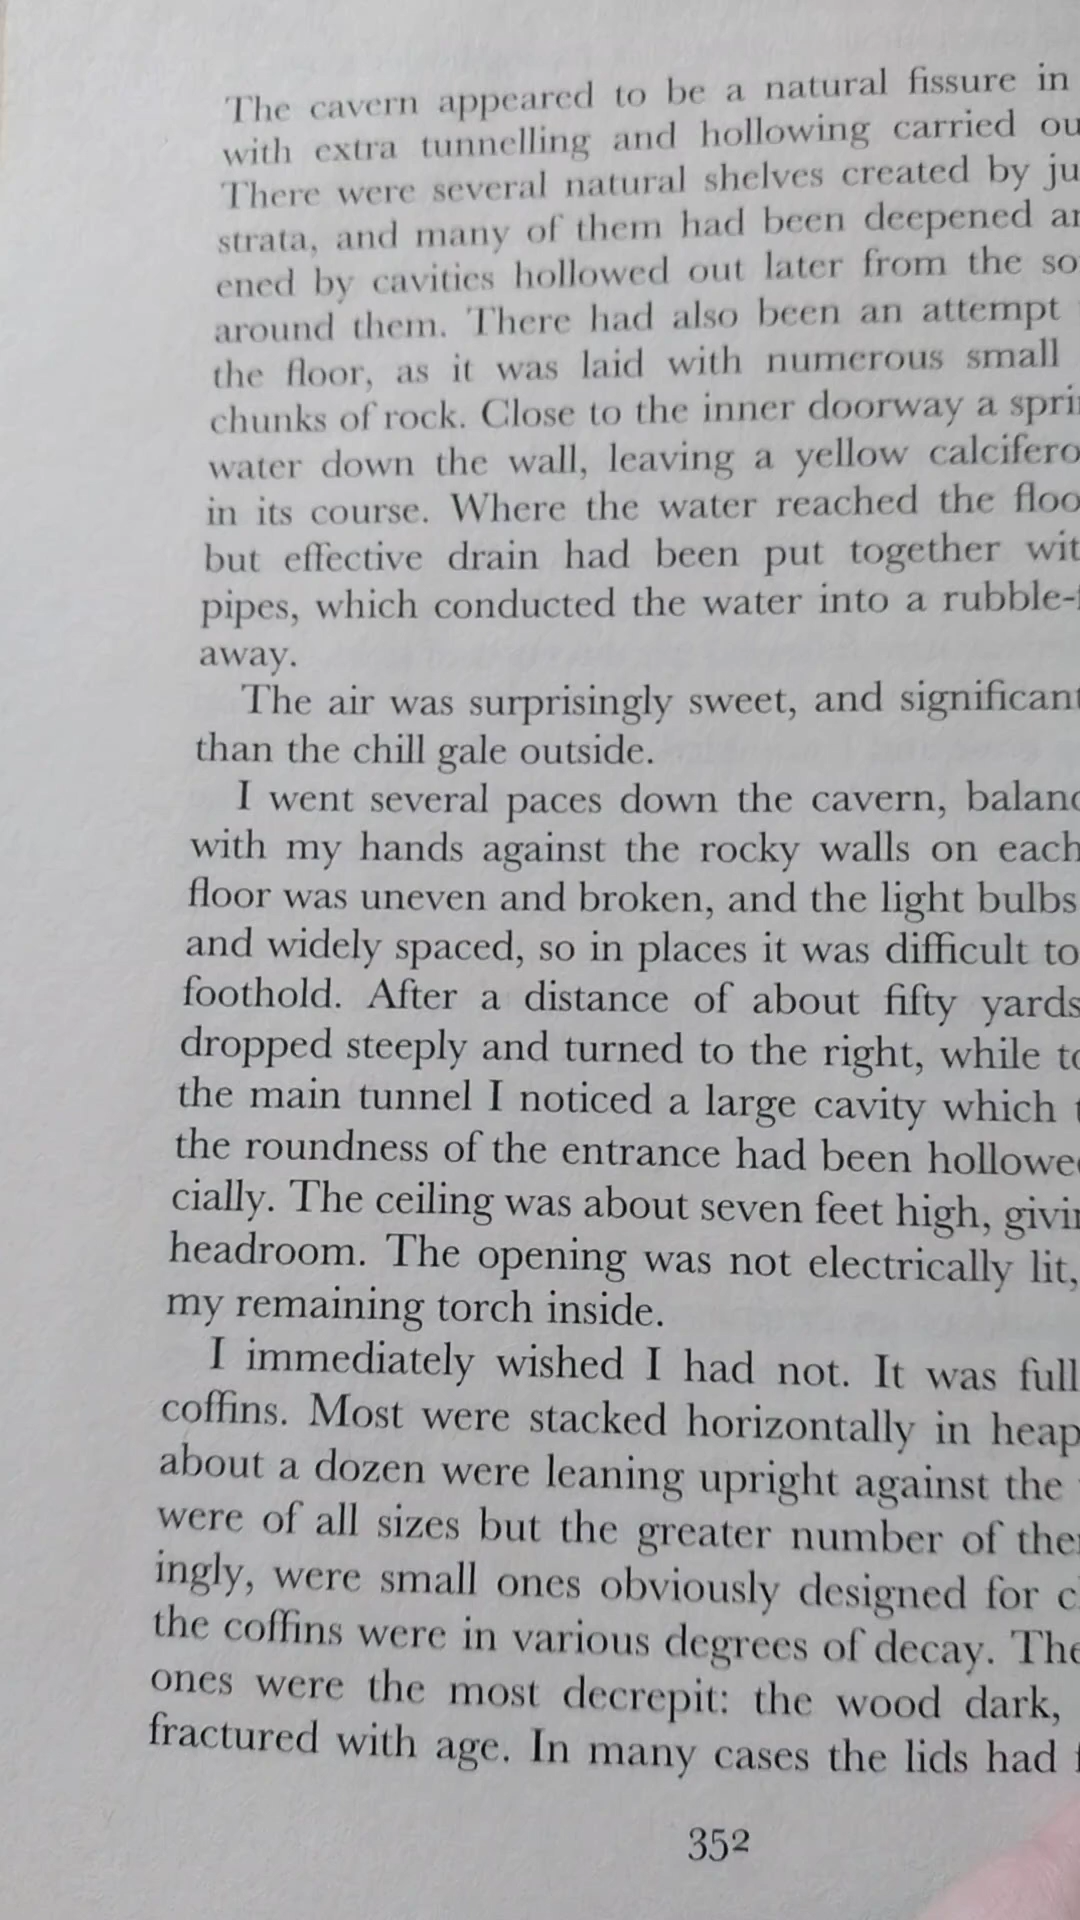 The cavern appeared to be a natural fissure in
with extra tunnelling and hollowing carried ou
There were several natural shelves created by ju
strata, and many of them had been deepened ar
ened by cavities hollowed out later from the so
around them. There had also been an attempt
the floor, as it was laid with numerous small
chunks of rock. Close to the inner doorway a sprin
water down the wall, leaving a yellow calcifero
in its course. Where the water reached the floo
but effective drain had been put together wit
pipes, which conducted the water into a rubble-
away.
The air was surprisingly sweet, and significant
than the chill gale outside.
I went several paces down the cavern, balanc
with my hands against the rocky walls on each
floor was uneven and broken, and the light bulbs
and widely spaced, so in places it was difficult to
foothold. After a distance of about fifty yards
dropped steeply and turned to the right, while to
the main tunnel I noticed a large cavity which
the roundness of the entrance had been hollowe
cially. The ceiling was about seven feet high, givin
headroom. The opening was not electrically lit,
my remaining torch inside.
I immediately wished I had not. It was full
coffins. Most were stacked horizontally in heap
about a dozen were leaning upright against the
were of all sizes but the greater number of the
ingly, were small ones obviously designed for c
the coffins were in various degrees of decay. The
ones were the most decrepit: the wood dark,
fractured with age. In many cases the lids had
352